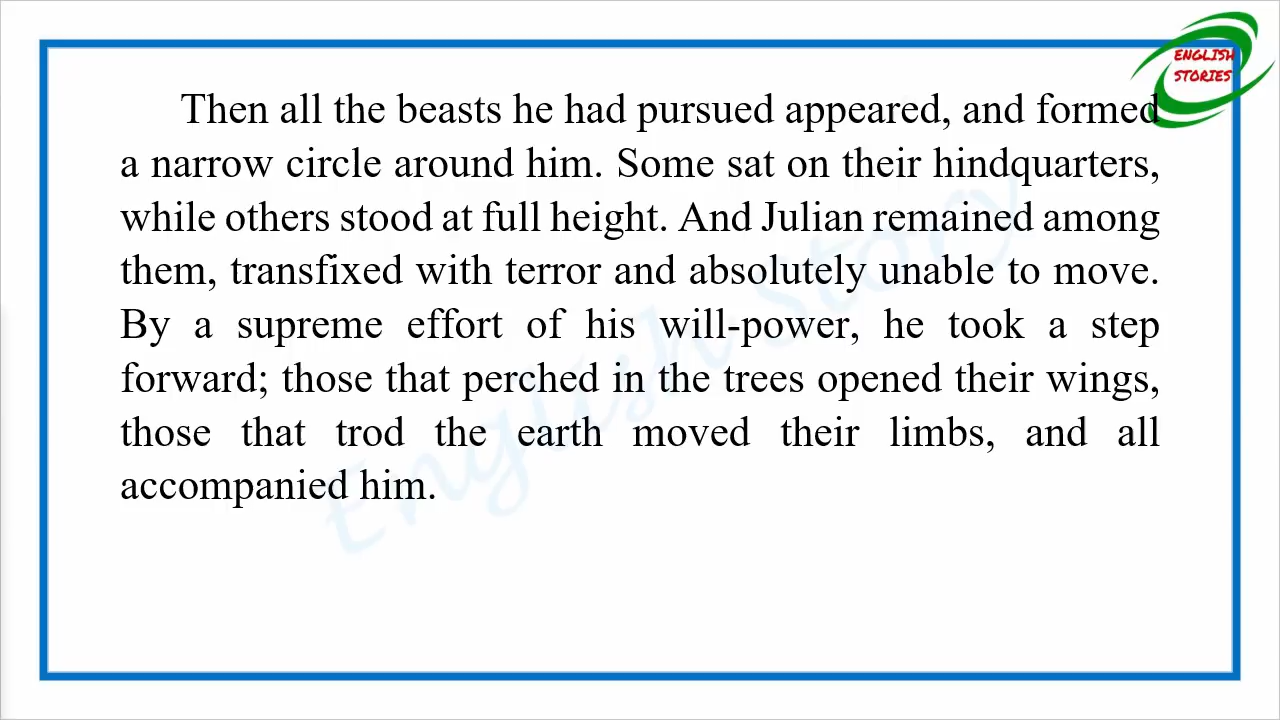 ENGLISH
STORIES
Then all the beasts he had pursued appeared, and formed
a narrow circle around him. Some sat on their hindquarters,
while others stood at full height. And Julian remained among
them, transfixed with terror and absolutely unable to move.
By a supreme effort of his will-power, he took a step
forward; those that perched in the trees opened their wings,
those that trod the earth moved their limbs, and all
accompanied him.
English Story